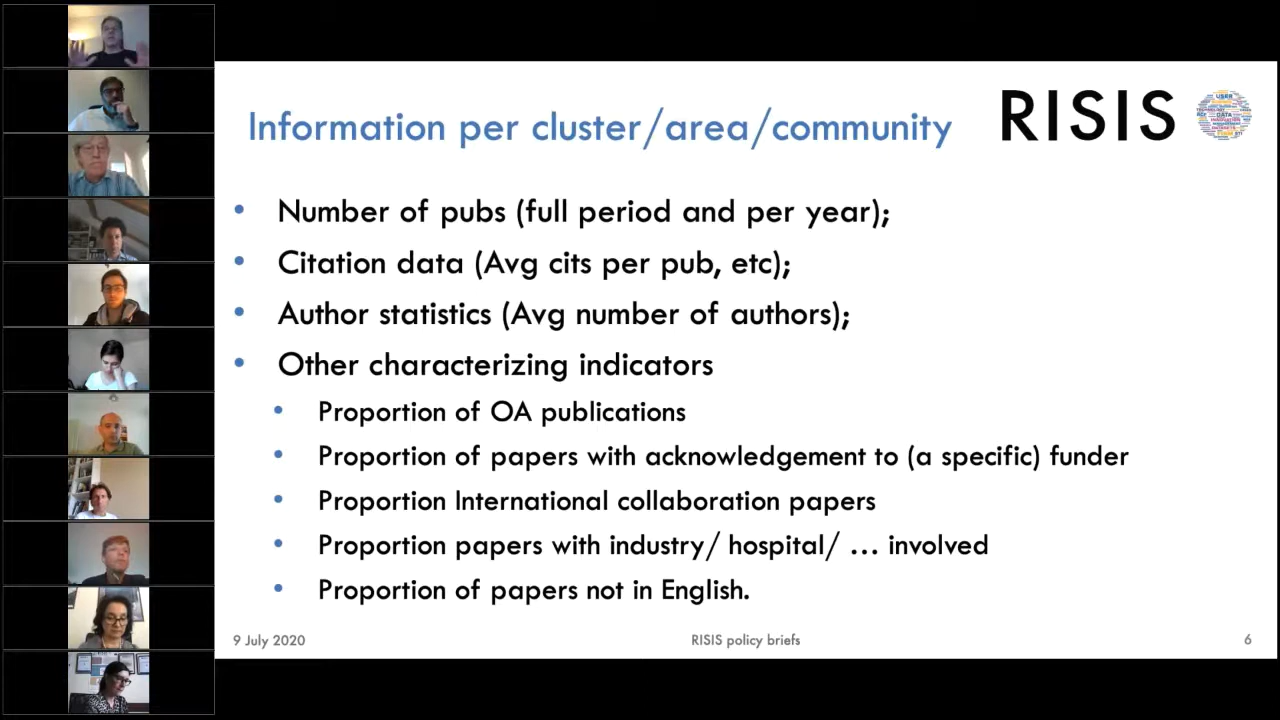 Information per cluster/area/community
RISIS
USER
DATA
• Number of pubs (full period and per year);
• Citation data (Avg cits per pub, etc);
• Author statistics (Avg number of authors);
• Other characterizing indicators
• Proportion of OA publications
• Proportion of papers with acknowledgement to (a specific) funder
• Proportion International collaboration papers
• Proportion papers with industry/ hospital/ … involved
• Proportion of papers not in English.
9 July 2020
RISIS policy briefs
6